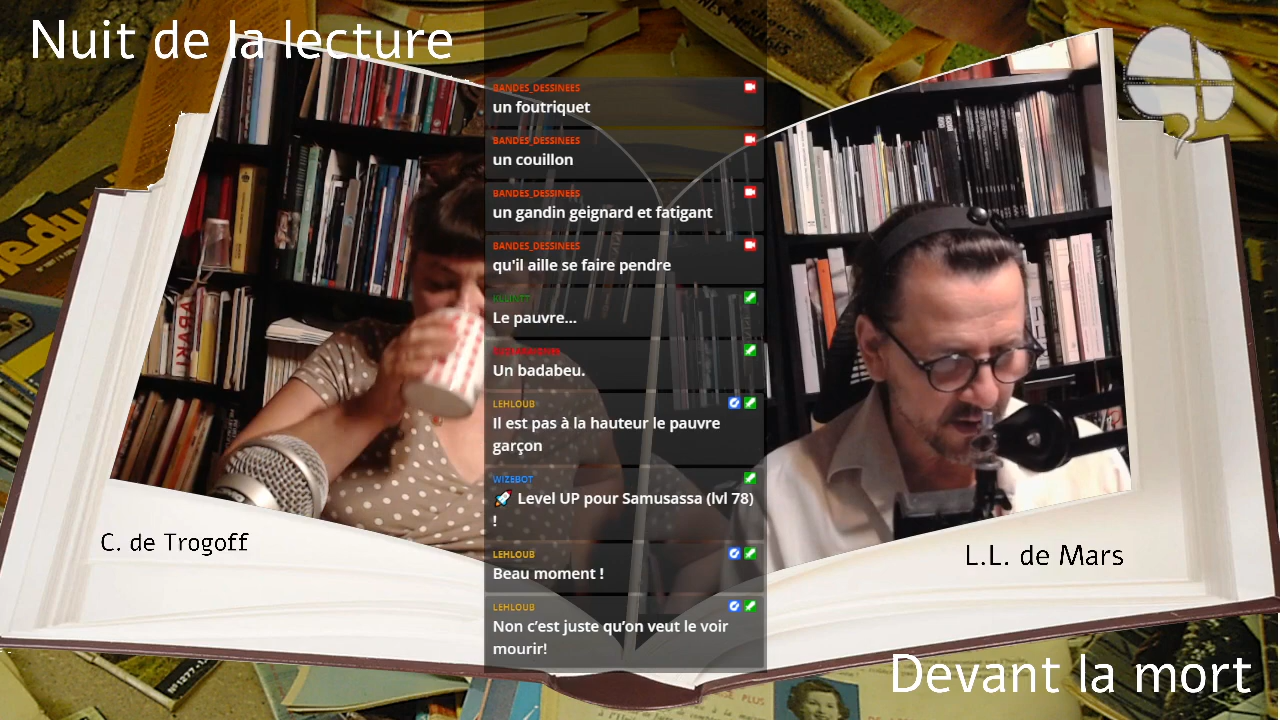 Nuit de la lecture
BANDES_DESSINEES
un foutriquet
BANDES_DESSINEES
un couillon
BANDES_DESSINEES
un gandin geignard et fatigant
BANDES_DESSINEES
qu'il aille se faire pendre
Le pauvre...
Un badabeu.
LEHLOUB
Il est pas à la hauteur le pauvre
garçon
WIZEBOT
🚀 Level UP pour Samusassa (lvl 78)
!
LEHLOUB
Beau moment !
LEHLOUB
Non c’est juste qu’on veut le voir
mourir!
ARAKI
C. de Trogoff
L.L. de Mars
Devant la mort